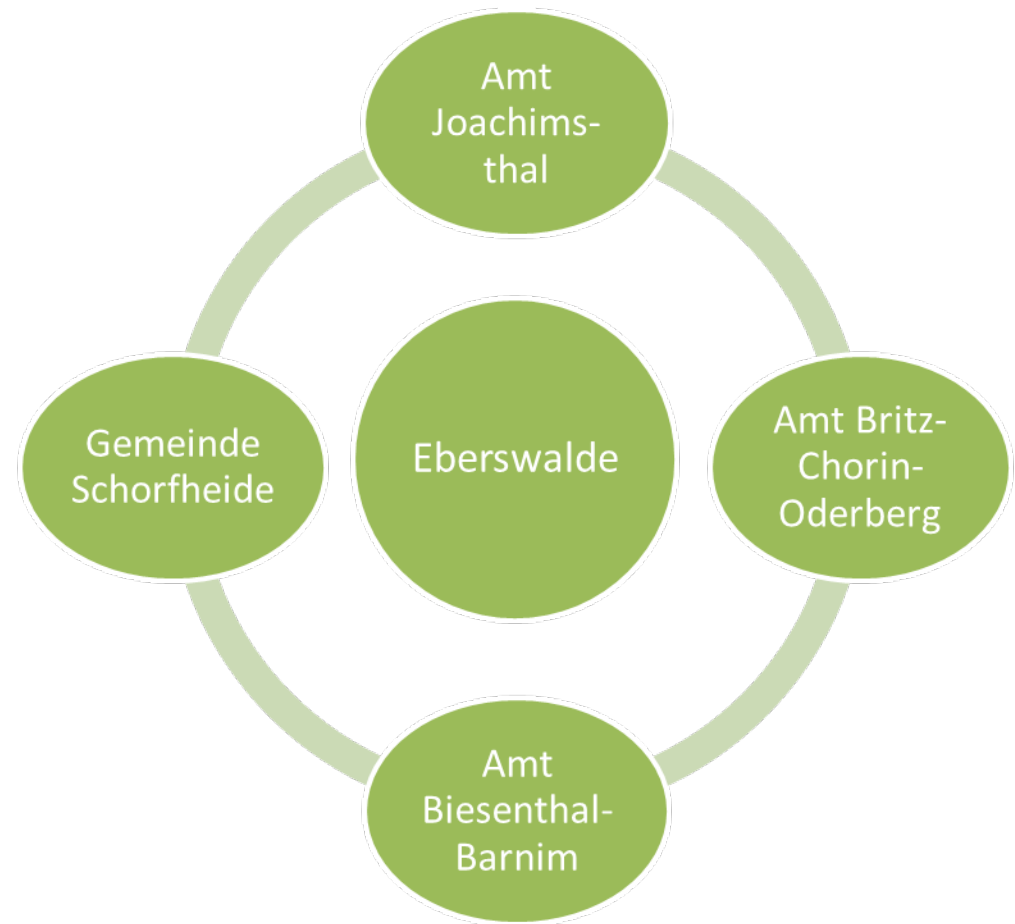 Amt
Joachims-
thal
Gemeinde
Schorfheide
Eberswalde
Amt Britz-
Chorin-
Oderberg
Amt
Biesenthal-
Barnim